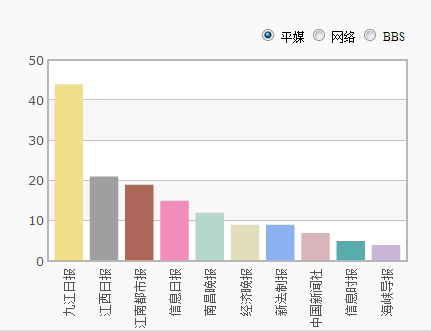 平媒 网络 BBS
50
40
30
20
10
0
九江日报
江西日报
江南都市报
信息日报
南昌晚报
经济晚报
新法制报
中国新闻社
信息时报
海峡导报